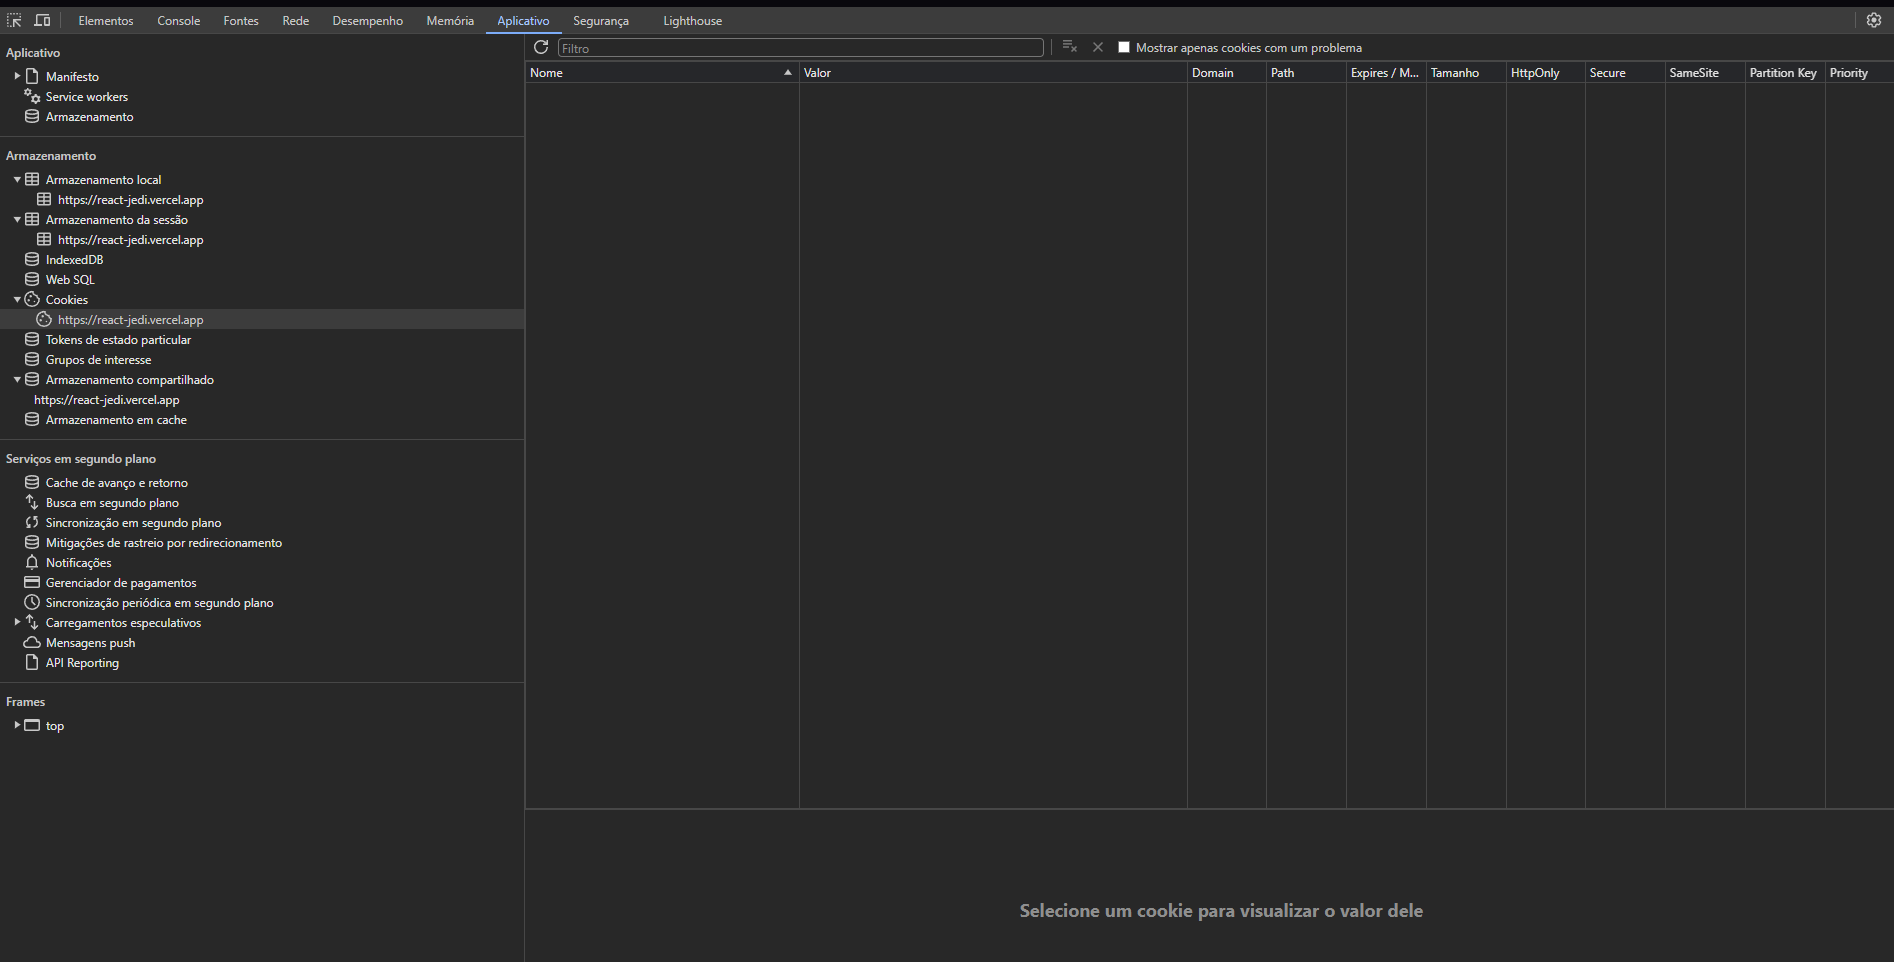 Elementos Console Fontes Rede Desempenho Memória Aplicativo Segurança Lighthouse
Aplicativo
Manifesto
Service workers
Armazenamento
Armazenamento
Armazenamento local
https://react-jedi.vercel.app
Armazenamento da sessão
https://react-jedi.vercel.app
IndexedDB
Web SQL
Cookies
https://react-jedi.vercel.app
Tokens de estado particular
Grupos de interesse
Armazenamento compartilhado
https://react-jedi.vercel.app
Armazenamento em cache
Serviços em segundo plano
Cache de avanço e retorno
Busca em segundo plano
Sincronização em segundo plano
Mitigações de rastreio por redirecionamento
Notificações
Gerenciador de pagamentos
Sincronização periódica em segundo plano
Carregamentos especulativos
Mensagens push
API Reporting
Frames
top
Filtro Mostrar apenas cookies com um problema
Nome Valor Domain Path Expires / M... Tamanho HttpOnly Secure SameSite Partition Key Priority
Selecione um cookie para visualizar o valor dele